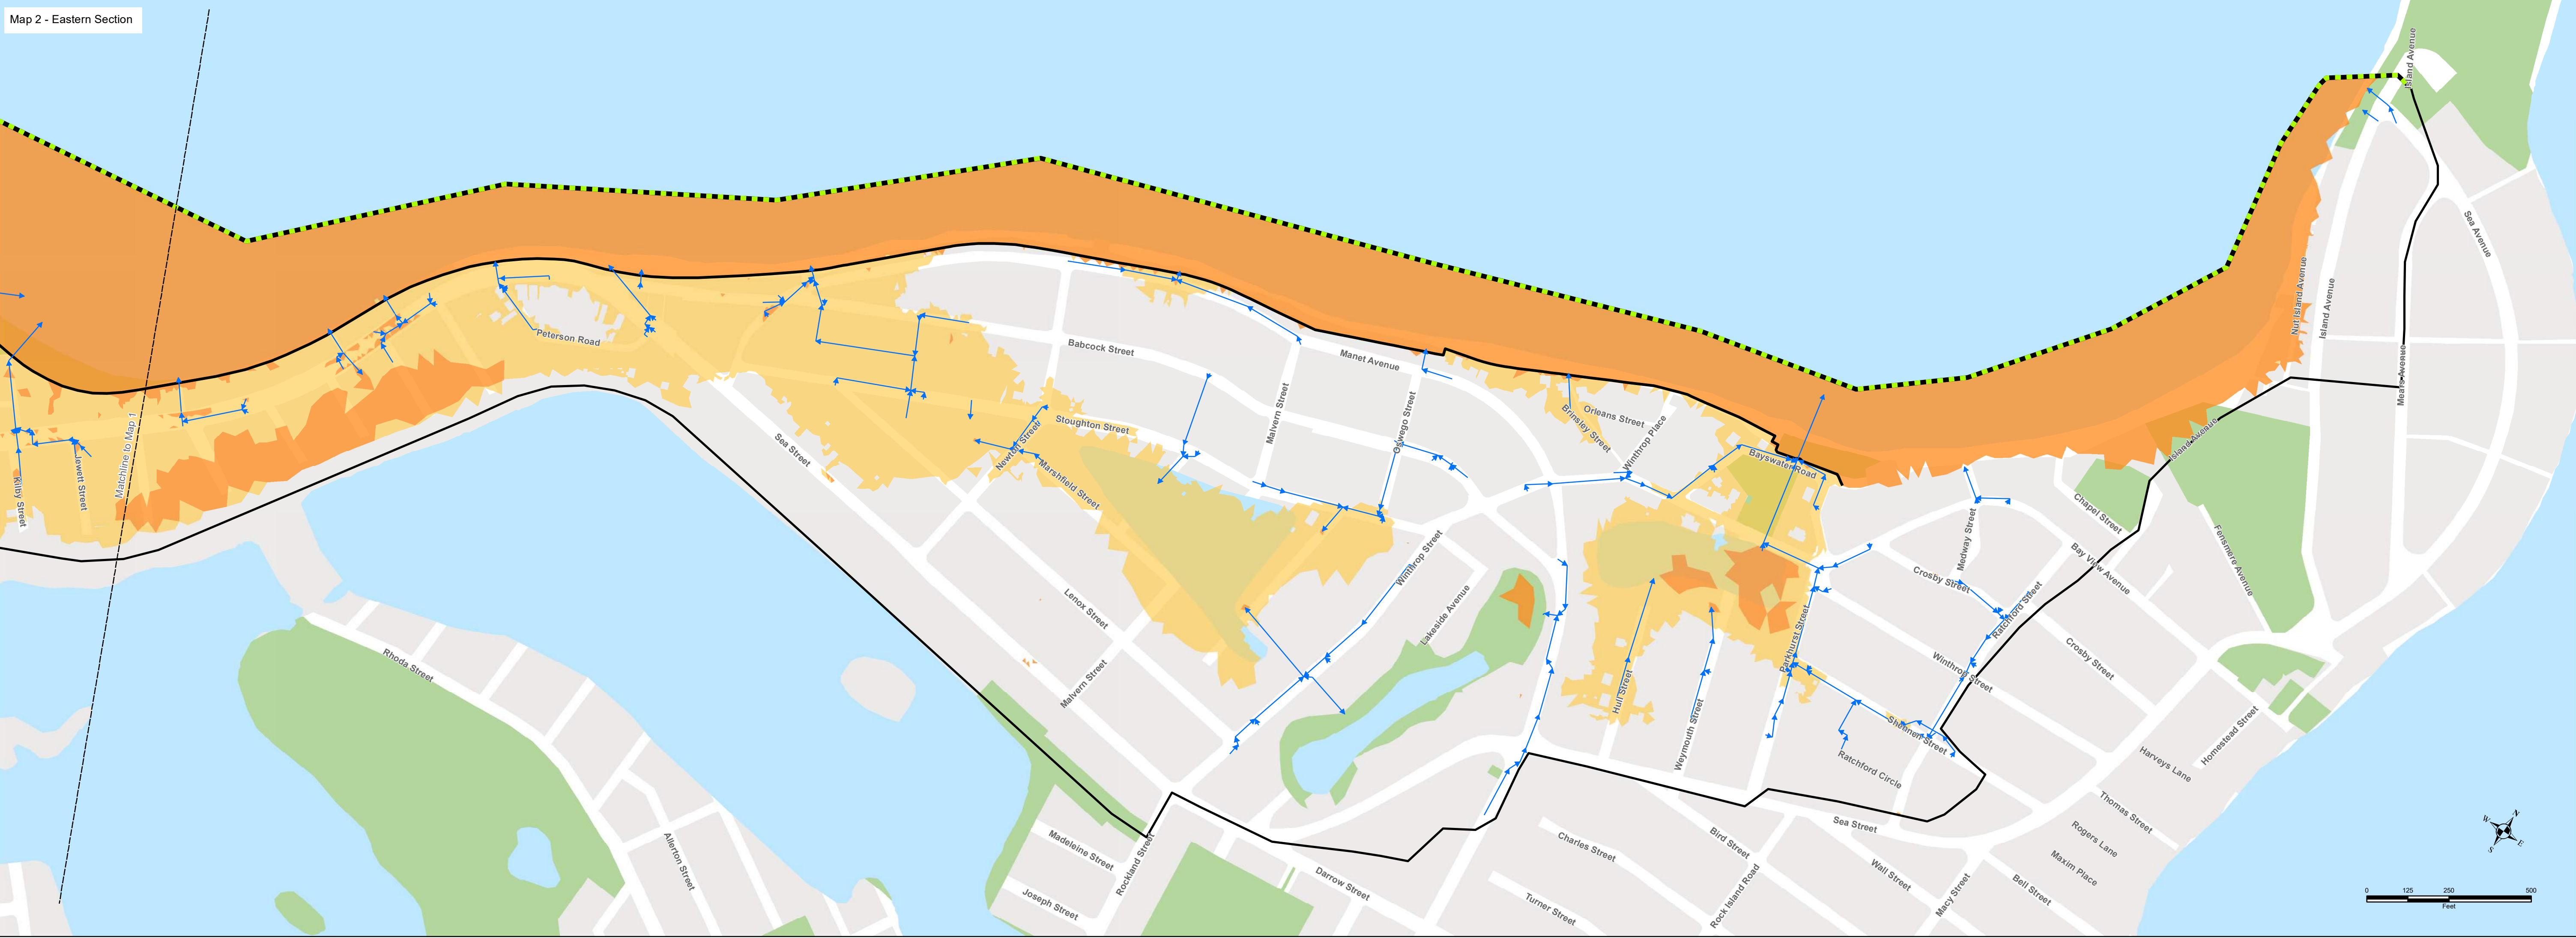 Map 2 - Eastern Section
Island Avenue
Sea Avenue
Nut Island Avenue
Island Avenue
Mears Avenue
Peterson Road
Babcock Street
Manet Avenue
Malvern Street
Oswego Street
Orleans Street
Brinsley Street
Winthrop Place
Stoughton Street
Newton Street
Marshfield Street
Sea Street
Bayswater Road
Island Avenue
Matchline to Map 1
Jewett Street
Kilby Street
Chapel Street
Medway Street
Fensmere Avenue
Bay View Avenue
Winthrop Street
Crosby Street
Ratchford Street
Lenox Street
Lakeside Avenue
Parkhurst Street
Crosby Street
Rhoda Street
Malvern Street
Hull Street
Winthrop Street
Weymouth Street
Shennen Street
Ratchford Circle
Homestead Street
Harveys Lane
Thomas Street
Rogers Lane
Maxim Place
Sea Street
Allerton Street
Madeleine Street
Rockland Street
Joseph Street
Darrow Street
Charles Street
Turner Street
Bird Street
Rock Island Road
Wall Street
Macy Street
Bell Street
N
W
E
S
0 125 250 500
Feet